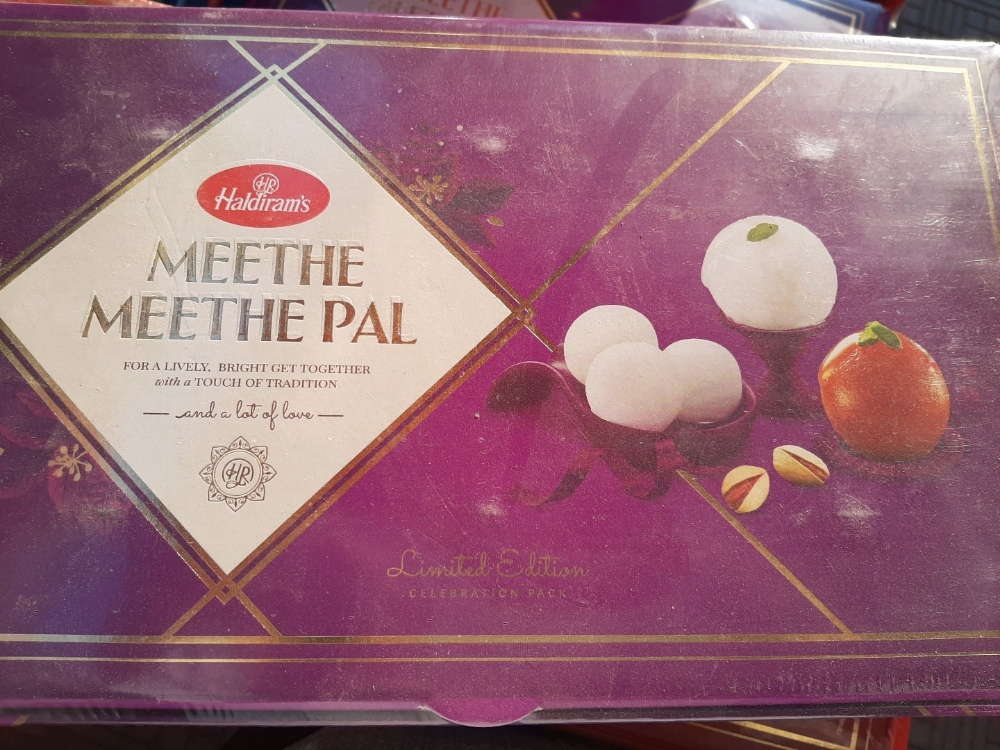 MEETHE
HR
Haldiram's
MEETHE
MEETHE PAL
FOR A LIVELY, BRIGHT GET TOGETHER
with a TOUCH OF TRADITION
and a lot of love
HR
Limited Edition
CELEBRATION PACK